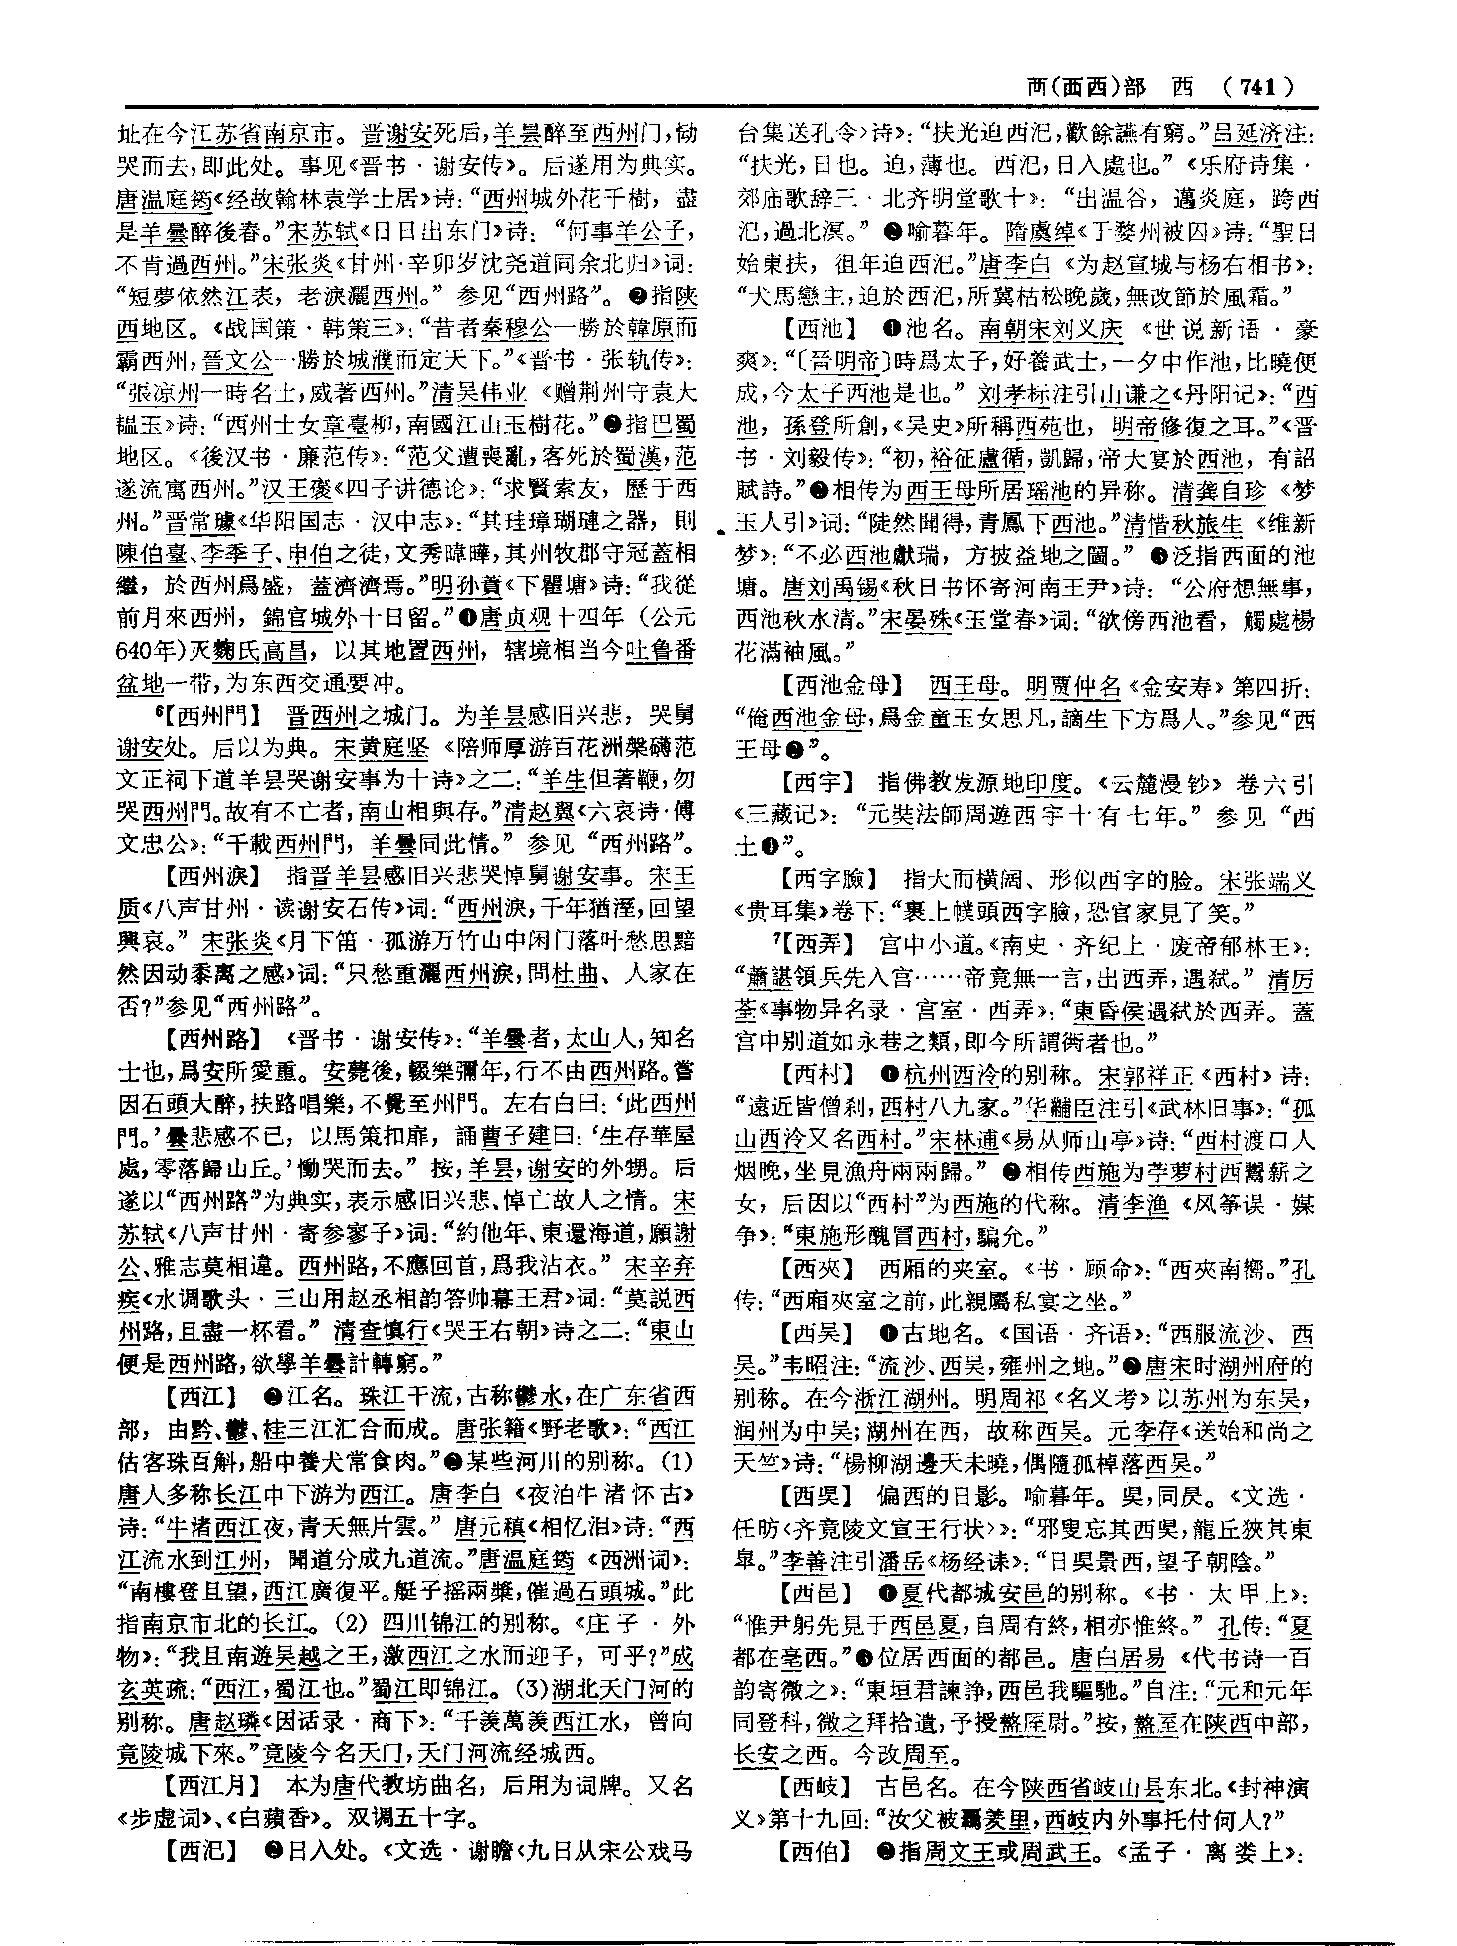 襾(西覀)部　西　（741）
址在今江苏省南京市。晋谢安死后，羊昙醉至西州门，恸
哭而去，即此处。事见《晋书·谢安传》。后遂用为典实。
唐温庭筠《经故翰林袁学士居》诗：“西州城外花千樹，盡
是羊曇醉後春。”宋苏轼《日日出东门》诗：“何事羊公子，
不肯過西州。”宋张炎《甘州·辛卯岁沈尧道同余北归》词：
“短夢依然江表，老淚灑西州。”参见“西州路”。❷指陕
西地区。《战国策·韩策三》：“昔者秦穆公一勝於韓原而
霸西州，晉文公一勝於城濮而定天下。”《晋书·张轨传》：
“張凉州一時名士，威著西州。”清吴伟业《赠荆州守袁大
韫玉》诗：“西州士女章臺柳，南國江山玉樹花。”❸指巴蜀
地区。《後汉书·廉范传》：“范父遭喪亂，客死於蜀漢，范
遂流寓西州。”汉王褒《四子讲德论》：“求賢索友，歷于西
州。”晋常璩《华阳国志·汉中志》：“其珪璋瑚璉之器，則
陳伯臺、李季子、申伯之徒，文秀暐曄，其州牧郡守冠蓋相
繼，於西州爲盛，蓋濟濟焉。”明孙蕡《下瞿塘》诗：“我從
前月來西州，錦官城外十日留。”❹唐贞观十四年（公元
640年）灭麴氏高昌，以其地置西州，辖境相当今吐鲁番
盆地一带，为东西交通要冲。
⁶【西州門】　晋西州之城门。为羊昙感旧兴悲，哭舅
谢安处。后以为典。宋黄庭坚《陪师厚游百花洲槃礴范
文正祠下道羊昙哭谢安事为十诗》之二：“羊生但著鞭，勿
哭西州門。故有不亡者，南山相與存。”清赵翼《六哀诗·傅
文忠公》：“千載西州門，羊曇同此情。”参见“西州路”。
【西州淚】　指晋羊昙感旧兴悲哭悼舅谢安事。宋王
质《八声甘州·读谢安石传》词：“西州淚，千年猶溼，回望
興哀。”宋张炎《月下笛·孤游万竹山中闲门落叶愁思黯
然因动黍离之感》词：“只愁重灑西州淚，問杜曲、人家在
否？”参见“西州路”。
【西州路】　《晋书·谢安传》：“羊曇者，太山人，知名
士也，爲安所愛重。安薨後，輟樂彌年，行不由西州路。嘗
因石頭大醉，扶路唱樂，不覺至州門。左右白曰：‘此西州
門。’曇悲感不已，以馬策扣扉，誦曹子建曰：‘生存華屋
處，零落歸山丘。’慟哭而去。”按，羊昙，谢安的外甥。后
遂以“西州路”为典实，表示感旧兴悲、悼亡故人之情。宋
苏轼《八声甘州·寄参寥子》词：“約他年、東還海道，願謝
公、雅志莫相違。西州路，不應回首，爲我沾衣。”宋辛弃
疾《水调歌头·三山用赵丞相韵答帅幕王君》词：“莫説西
州路，且盡一杯看。”清查慎行《哭王右朝》诗之二：“東山
便是西州路，欲學羊曇計轉窮。”
【西江】　❷江名。珠江干流，古称鬱水，在广东省西
部，由黔、鬱、桂三江汇合而成。唐张籍《野老歌》：“西江
估客珠百斛，船中養犬常食肉。”❷某些河川的别称。(1)
唐人多称长江中下游为西江。唐李白《夜泊牛渚怀古》
诗：“牛渚西江夜，青天無片雲。”唐元稹《相忆泪》诗：“西
江流水到江州，聞道分成九道流。”唐温庭筠《西洲词》：
“南樓登且望，西江廣復平。艇子摇兩槳，催過石頭城。”此
指南京市北的长江。(2)四川锦江的别称。《庄子·外
物》：“我且南遊吴越之王，激西江之水而迎子，可乎？”成
玄英疏：“西江，蜀江也。”蜀江即锦江。(3)湖北天门河的
别称。唐赵璘《因话录·商下》：“千羨萬羨西江水，曾向
竟陵城下來。”竟陵今名天门，天门河流经城西。
【西江月】　本为唐代教坊曲名，后用为词牌。又名
《步虚词》、《白蘋香》。双调五十字。
【西汜】　❷日入处。《文选·谢瞻〈九日从宋公戏马
台集送孔令〉诗》：“扶光迫西汜，歡餘讌有窮。”吕延济注：
“扶光，日也。迫，薄也。西汜，日入處也。”《乐府诗集·
郊庙歌辞三·北齐明堂歌十》：“出温谷，邁炎庭，跨西
汜，過北溟。”❷喻暮年。隋虞绰《于婺州被囚》诗：“聖日
始東扶，徂年迫西汜。”唐李白《为赵宣城与杨右相书》：
“犬馬戀主，迫於西汜，所冀枯松晚歲，無改節於風霜。”
【西池】　❶池名。南朝宋刘义庆《世说新语·豪
爽》：“〔晉明帝〕時爲太子，好養武士，一夕中作池，比曉便
成，今太子西池是也。”刘孝标注引山谦之《丹阳记》：“西
池，孫登所創，《吴史》所稱西苑也，明帝修復之耳。”《晋
书·刘毅传》：“初，裕征盧循，凱歸，帝大宴於西池，有詔
賦詩。”❷相传为西王母所居瑶池的异称。清龚自珍《梦
玉人引》词：“陡然聞得，青鳳下西池。”清惜秋旅生《维新
梦》：“不必西池獻瑞，方披益地之圖。”❸泛指西面的池
塘。唐刘禹锡《秋日书怀寄河南王尹》诗：“公府想無事，
西池秋水清。”宋晏殊《玉堂春》词：“欲傍西池看，觸處楊
花滿袖風。”
【西池金母】　西王母。明贾仲名《金安寿》第四折：
“俺西池金母，爲金童玉女思凡，謫生下方爲人。”参见“西
王母❷”。
【西宇】　指佛教发源地印度。《云麓漫钞》卷六引
《三藏记》：“元奘法師周遊西宇十有七年。”参见“西
土❶”。
【西字臉】　指大而横阔、形似西字的脸。宋张端义
《贵耳集》卷下：“裹上幞頭西字臉，恐官家見了笑。”
⁷【西弄】　宫中小道。《南史·齐纪上·废帝郁林王》：
“蕭諶領兵先入宫……帝竟無一言，出西弄，遇弑。”清厉
荃《事物异名录·宫室·西弄》：“東昏侯遇弑於西弄。蓋
宫中别道如永巷之類，即今所謂衖者也。”
【西村】　❶杭州西泠的别称。宋郭祥正《西村》诗：
“遠近皆僧刹，西村八九家。”华鎛臣注引《武林旧事》：“孤
山西泠又名西村。”宋林逋《易从师山亭》诗：“西村渡口人
烟晚，坐見漁舟兩兩歸。”❷相传西施为苧萝村西鬻薪之
女，后因以“西村”为西施的代称。清李渔《风筝误·媒
争》：“東施形醜冒西村，騙允。”
【西夾】　西厢的夹室。《书·顾命》：“西夾南嚮。”孔
传：“西廂夾室之前，此親屬私宴之坐。”
【西吴】　❶古地名。《国语·齐语》：“西服流沙、西
吴。”韦昭注：“流沙、西吴，雍州之地。”❷唐宋时湖州府的
别称。在今浙江湖州。明周祁《名义考》以苏州为东吴，
润州为中吴；湖州在西，故称西吴。元李存《送始和尚之
天竺》诗：“楊柳湖邊天未曉，偶隨孤棹落西吴。”
【西昃】　偏西的日影。喻暮年。昗，同昃。《文选·
任昉〈齐竟陵文宣王行状〉》：“邪叟忘其西昗，龍丘狹其東
皋。”李善注引潘岳《杨经诔》：“日昗景西，望子朝陰。”
【西邑】　❶夏代都城安邑的别称。《书·太甲上》：
“惟尹躬先見于西邑夏，自周有終，相亦惟終。”孔传：“夏
都在亳西。”❷位居西面的都邑。唐白居易《代书诗一百
韵寄微之》：“東垣君諫諍，西邑我驅馳。”自注：“元和元年
同登科，微之拜拾遺，予授盩厔尉。”按，盩厔在陕西中部，
长安之西。今改周至。
【西岐】　古邑名。在今陕西省岐山县东北。《封神演
义》第十九回：“汝父被羈羑里，西岐内外事托付何人？”
【西伯】　❷指周文王或周武王。《孟子·离娄上》：